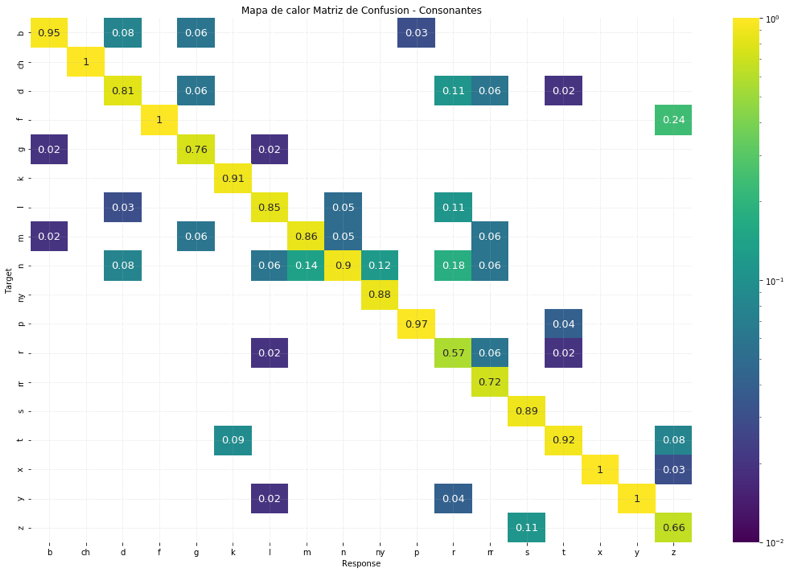 Mapa de calor Matriz de Confusion - Consonantes
b 0.95 0.08 0.06 0.03
ch 1
d 0.81 0.06 0.11 0.06 0.02
f 1 0.24
g 0.02 0.76 0.02
k 0.91
l 0.03 0.85 0.05 0.11
m 0.02 0.06 0.86 0.05 0.06
n 0.08 0.06 0.14 0.9 0.12 0.18 0.06
ny 0.88
p 0.97 0.04
r 0.02 0.57 0.06 0.02
rr 0.72
s 0.89
t 0.09 0.92 0.08
x 1 0.03
y 0.02 0.04 1
z 0.11 0.66
b ch d f g k l m n ny p r rr s t x y z
Response
Target
10⁰
10⁻¹
10⁻²